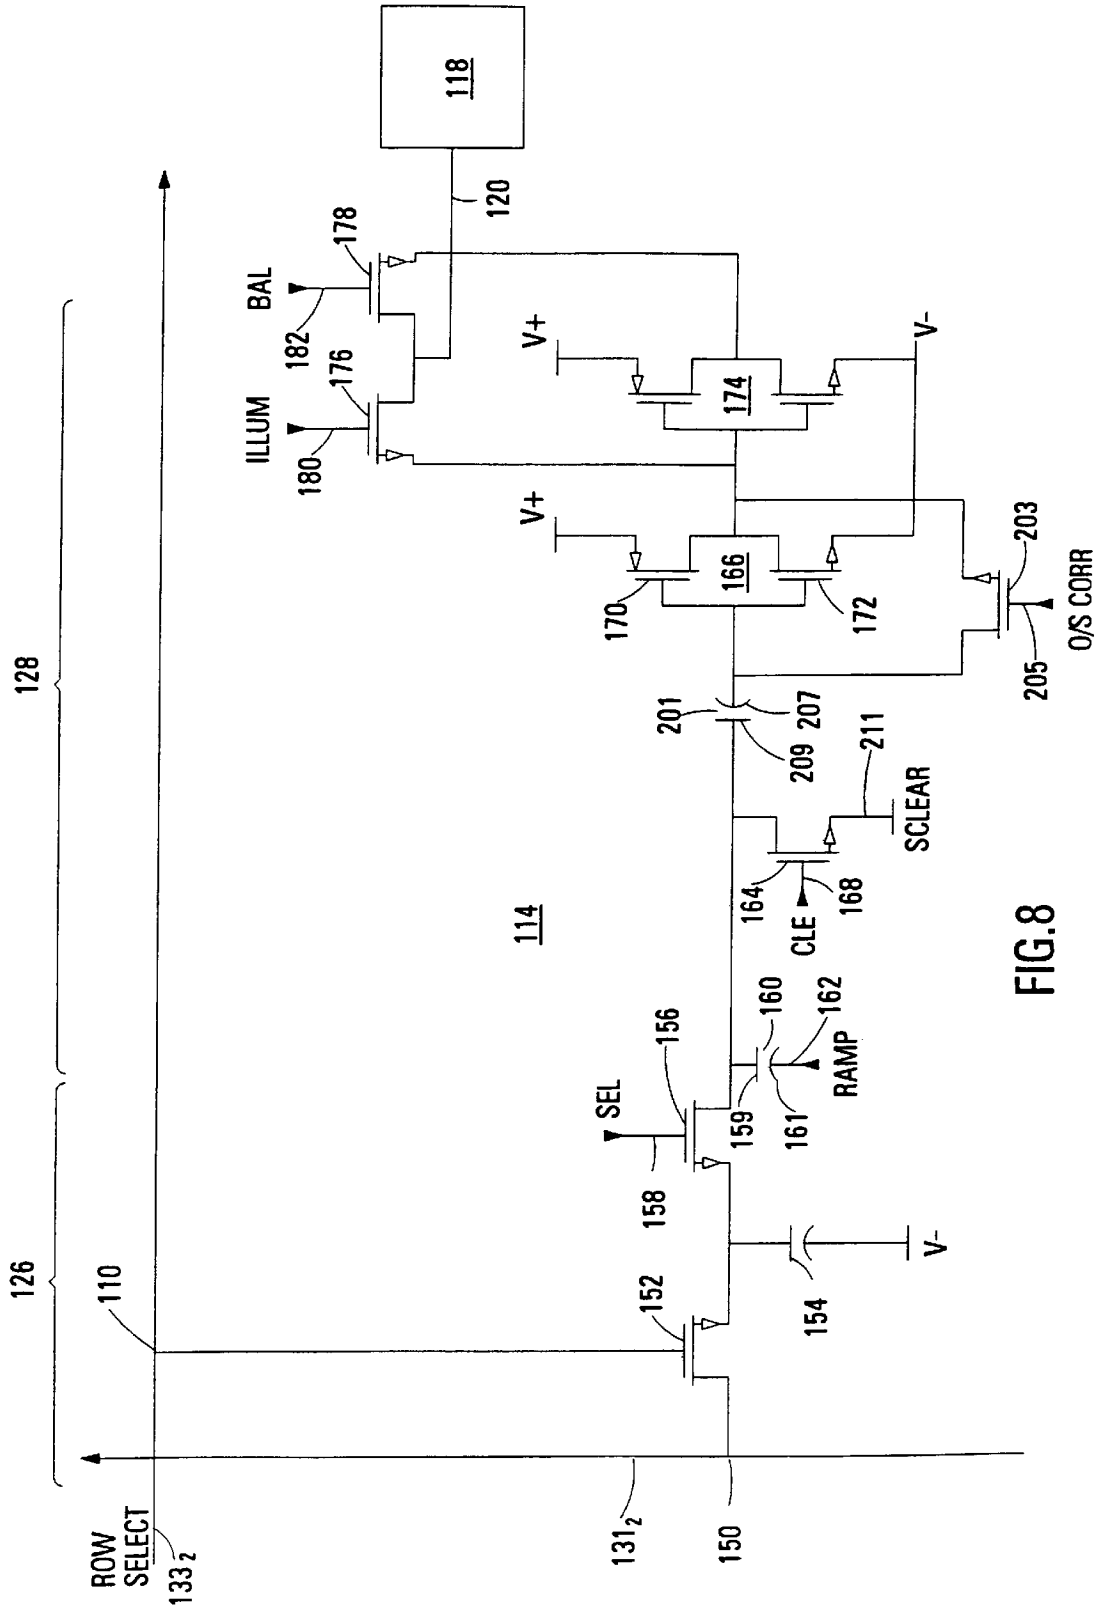 126
128
ROW
SELECT
133₂
110
131₂
150
152
154
V-
SEL
158
156
159
160
161
162
RAMP
114
CLE
164
168
211
SCLEAR
201
207
209
V+
170
166
172
V+
174
V-
203
205
O/S CORR
ILLUM
180
176
BAL
182
178
120
118
FIG.8